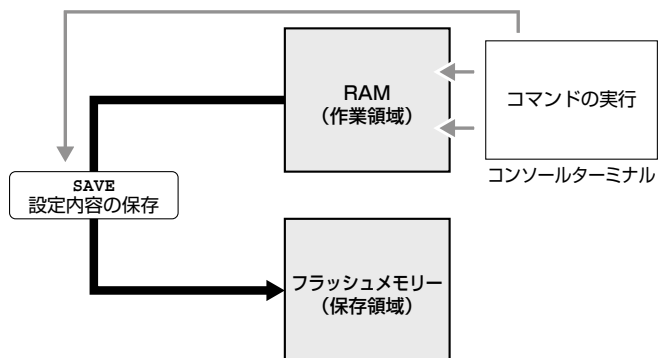 RAM
（作業領域）
コマンドの実行
コンソールターミナル
SAVE
設定内容の保存
フラッシュメモリー
（保存領域）